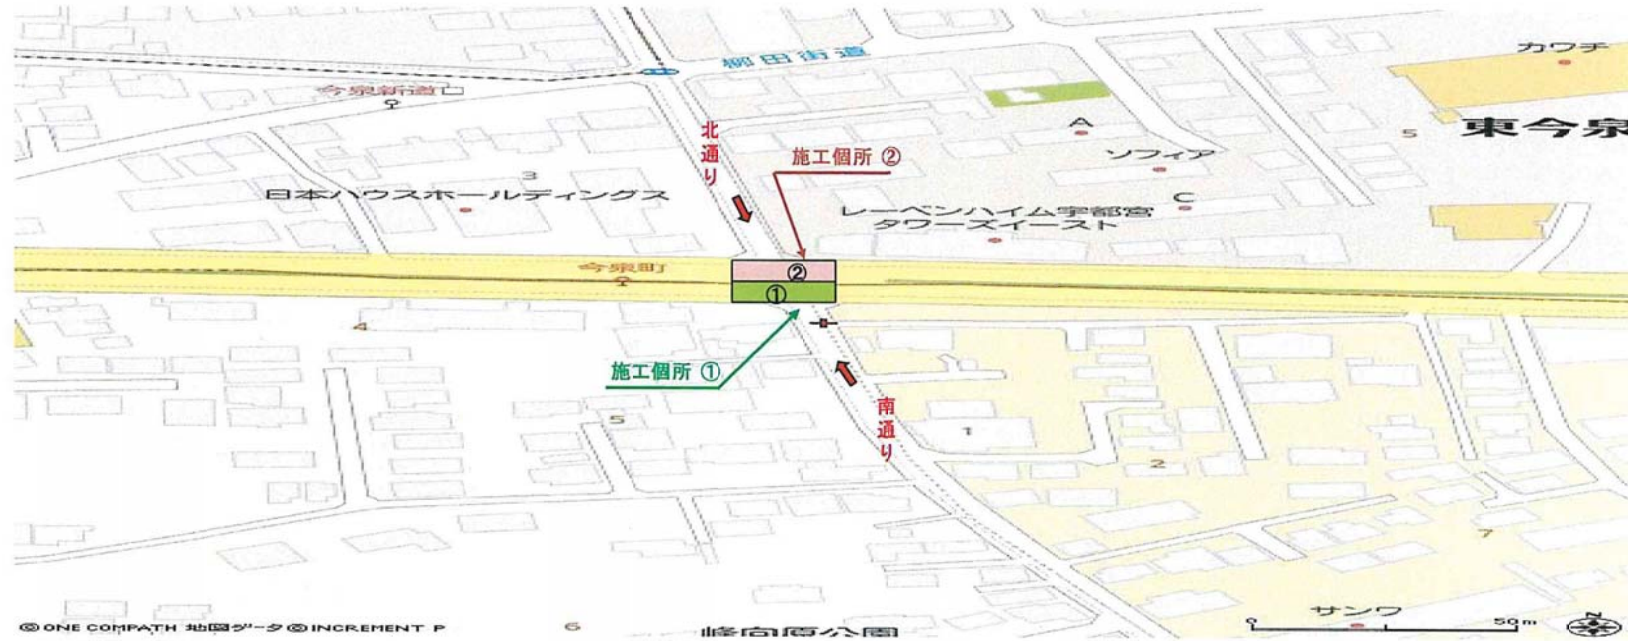 カワチ
柳田街道
今泉新道
東今泉
5
A
北通り
施工個所 ②
ソフィア
3
日本ハウスホールディングス
C
レーベンハイム宇都宮
タワーズイースト
今泉町
②
①
4
施工個所 ①
南通り
5
1
2
7
サンワ
0
50m
N
©ONE COMPATH 地図データ©INCREMENT P
6
峰向原公園